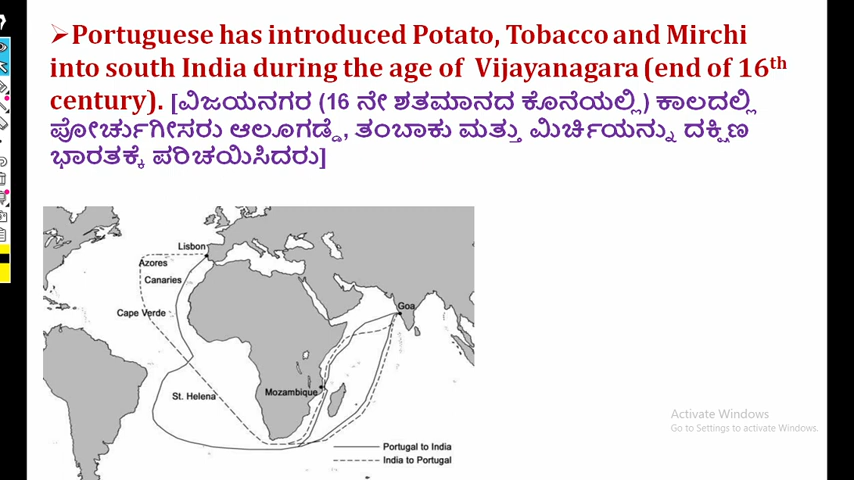 ➢Portuguese has introduced Potato, Tobacco and Mirchi
into south India during the age of Vijayanagara (end of 16th
century). [ವಿಜಯನಗರ (16 ನೇ ಶತಮಾನದ ಕೊನೆಯಲ್ಲಿ) ಕಾಲದಲ್ಲಿ
ಪೋರ್ಚುಗೀಸರು ಆಲೂಗಡ್ಡೆ, ತಂಬಾಕು ಮತ್ತು ಮಿರ್ಚಿಯನ್ನು ದಕ್ಷಿಣ
ಭಾರತಕ್ಕೆ ಪರಿಚಯಿಸಿದರು]
Lisbon
Azores
Canaries
Cape Verde
Goa
St. Helena
Mozambique
Portugal to India
India to Portugal
Activate Windows
Go to Settings to activate Windows.